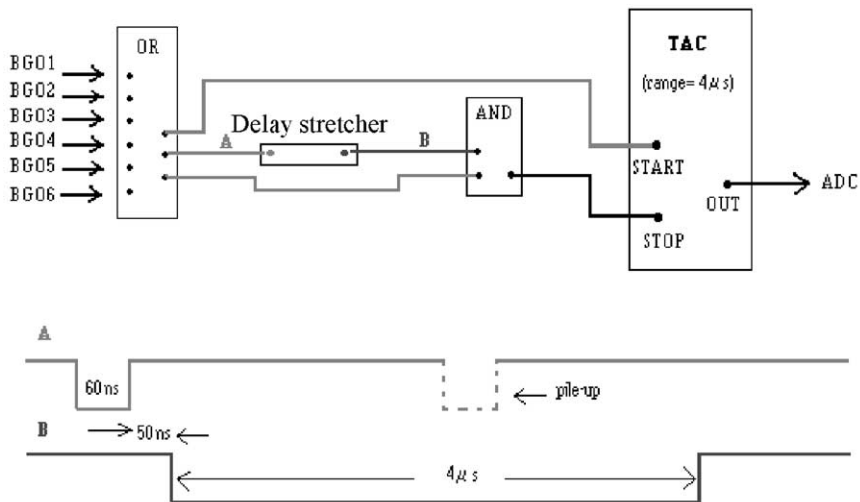 OR
TAC
(range= 4μs)
BGO1
BGO2
BGO3
BGO4
BGO5
BGO6
Delay stretcher
AND
A
B
START
OUT
ADC
STOP
A
60ns
pile-up
B
50ns
4μs